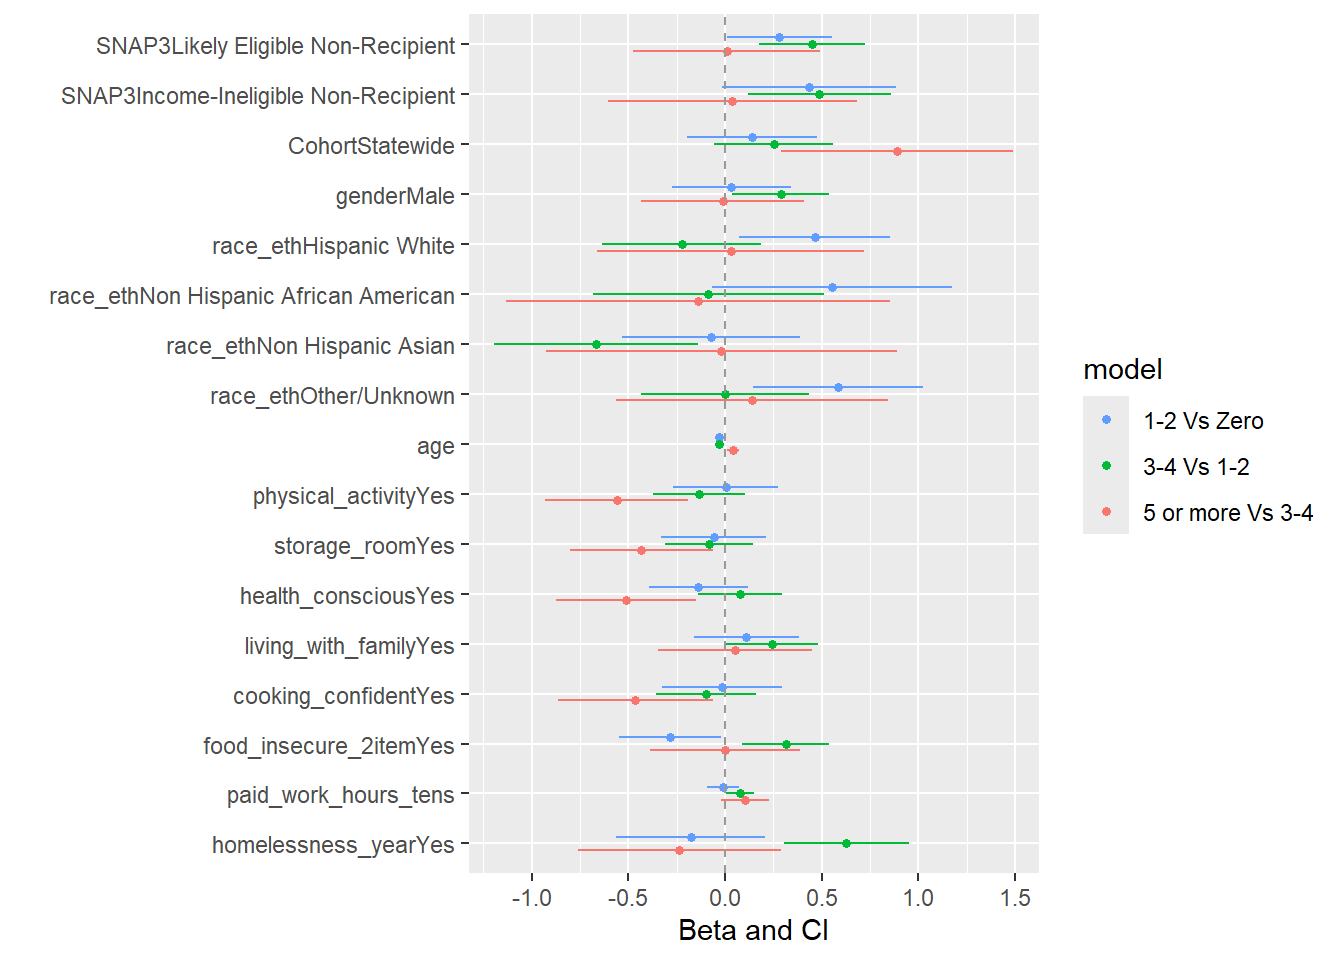 SNAP3Likely Eligible Non-Recipient
SNAP3Income-Ineligible Non-Recipient
CohortStatewide
genderMale
race_ethHispanic White
race_ethNon Hispanic African American
race_ethNon Hispanic Asian
race_ethOther/Unknown
age
physical_activityYes
storage_roomYes
health_consciousYes
living_with_familyYes
cooking_confidentYes
food_insecure_2itemYes
paid_work_hours_tens
homelessness_yearYes
-1.0 -0.5 0.0 0.5 1.0 1.5
Beta and CI
model
1-2 Vs Zero
3-4 Vs 1-2
5 or more Vs 3-4